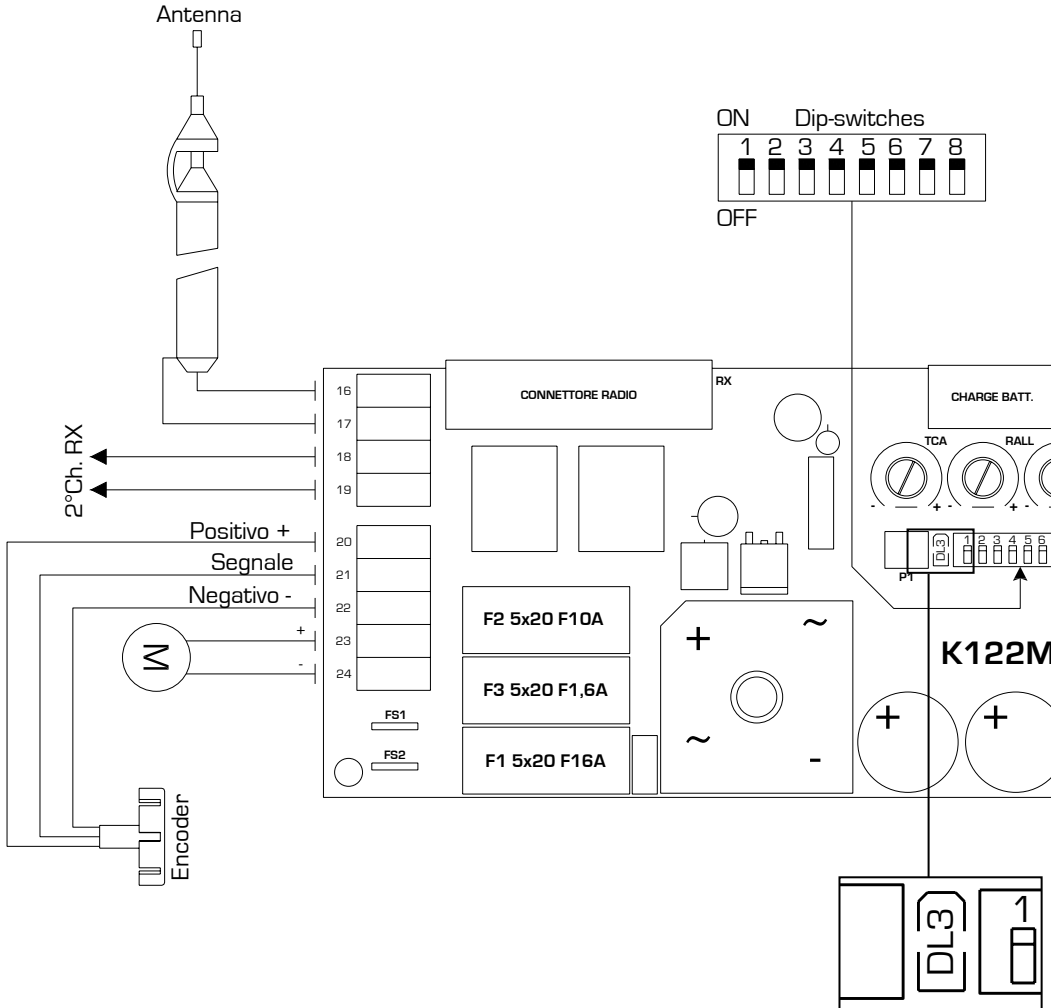 Antenna
ON Dip-switches
1 2 3 4 5 6 7 8
OFF
CONNETTORE RADIO
RX
CHARGE BATT.
16
17
18
19
2°Ch. RX
TCA
RALL
- + - + -
Positivo +
Segnale
Negativo -
20
21
22
23
24
+
-
M
P1
DL3
1 2 3 4 5 6
F2 5x20 F10A
F3 5x20 F1,6A
F1 5x20 F16A
+ ~
~ -
K122M
+ +
FS1
FS2
Encoder
DL3
1